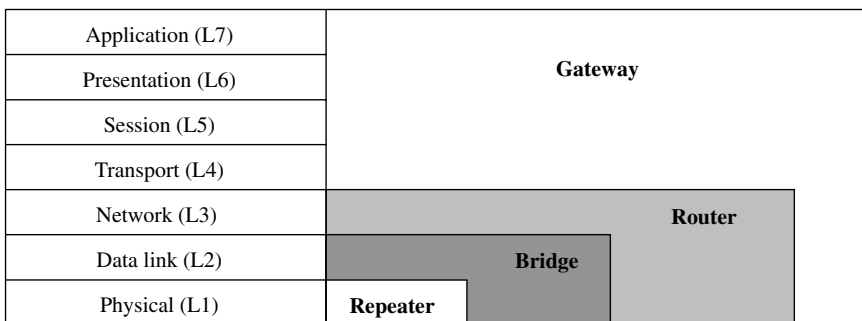 Application (L7)
Presentation (L6)
Gateway
Session (L5)
Transport (L4)
Network (L3)
Router
Data link (L2)
Bridge
Physical (L1)
Repeater